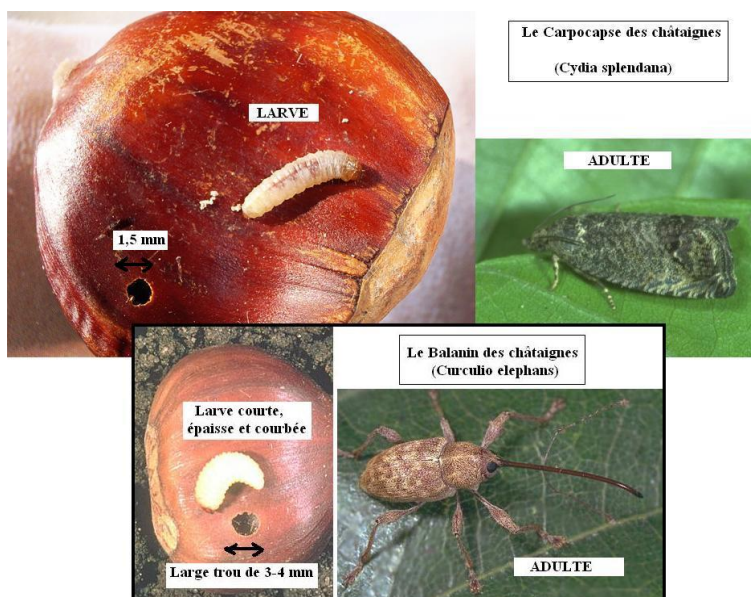 Le Carpocapse des châtaignes
(Cydia splendana)
LARVE
ADULTE
1,5 mm
Le Balanin des châtaignes
(Curculio elephans)
Larve courte,
épaisse et courbée
Large trou de 3-4 mm
ADULTE